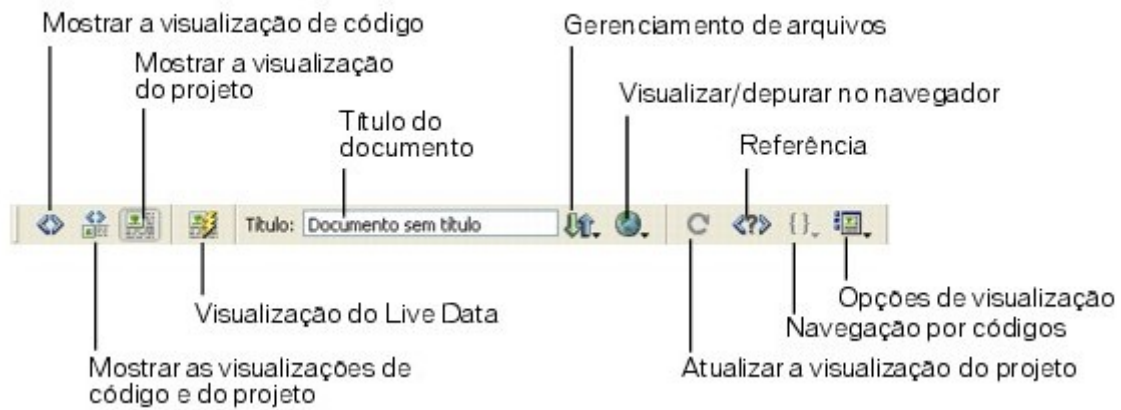 Mostrar a visualização de código
Gerenciamento de arquivos
Mostrar a visualização
do projeto
Visualizar/depurar no navegador
Título do
documento
Referência
Título: Documento sem título
Opções de visualização
Visualização do Live Data
Navegação por códigos
Mostrar as visualizações de
código e do projeto
Atualizar a visualização do projeto